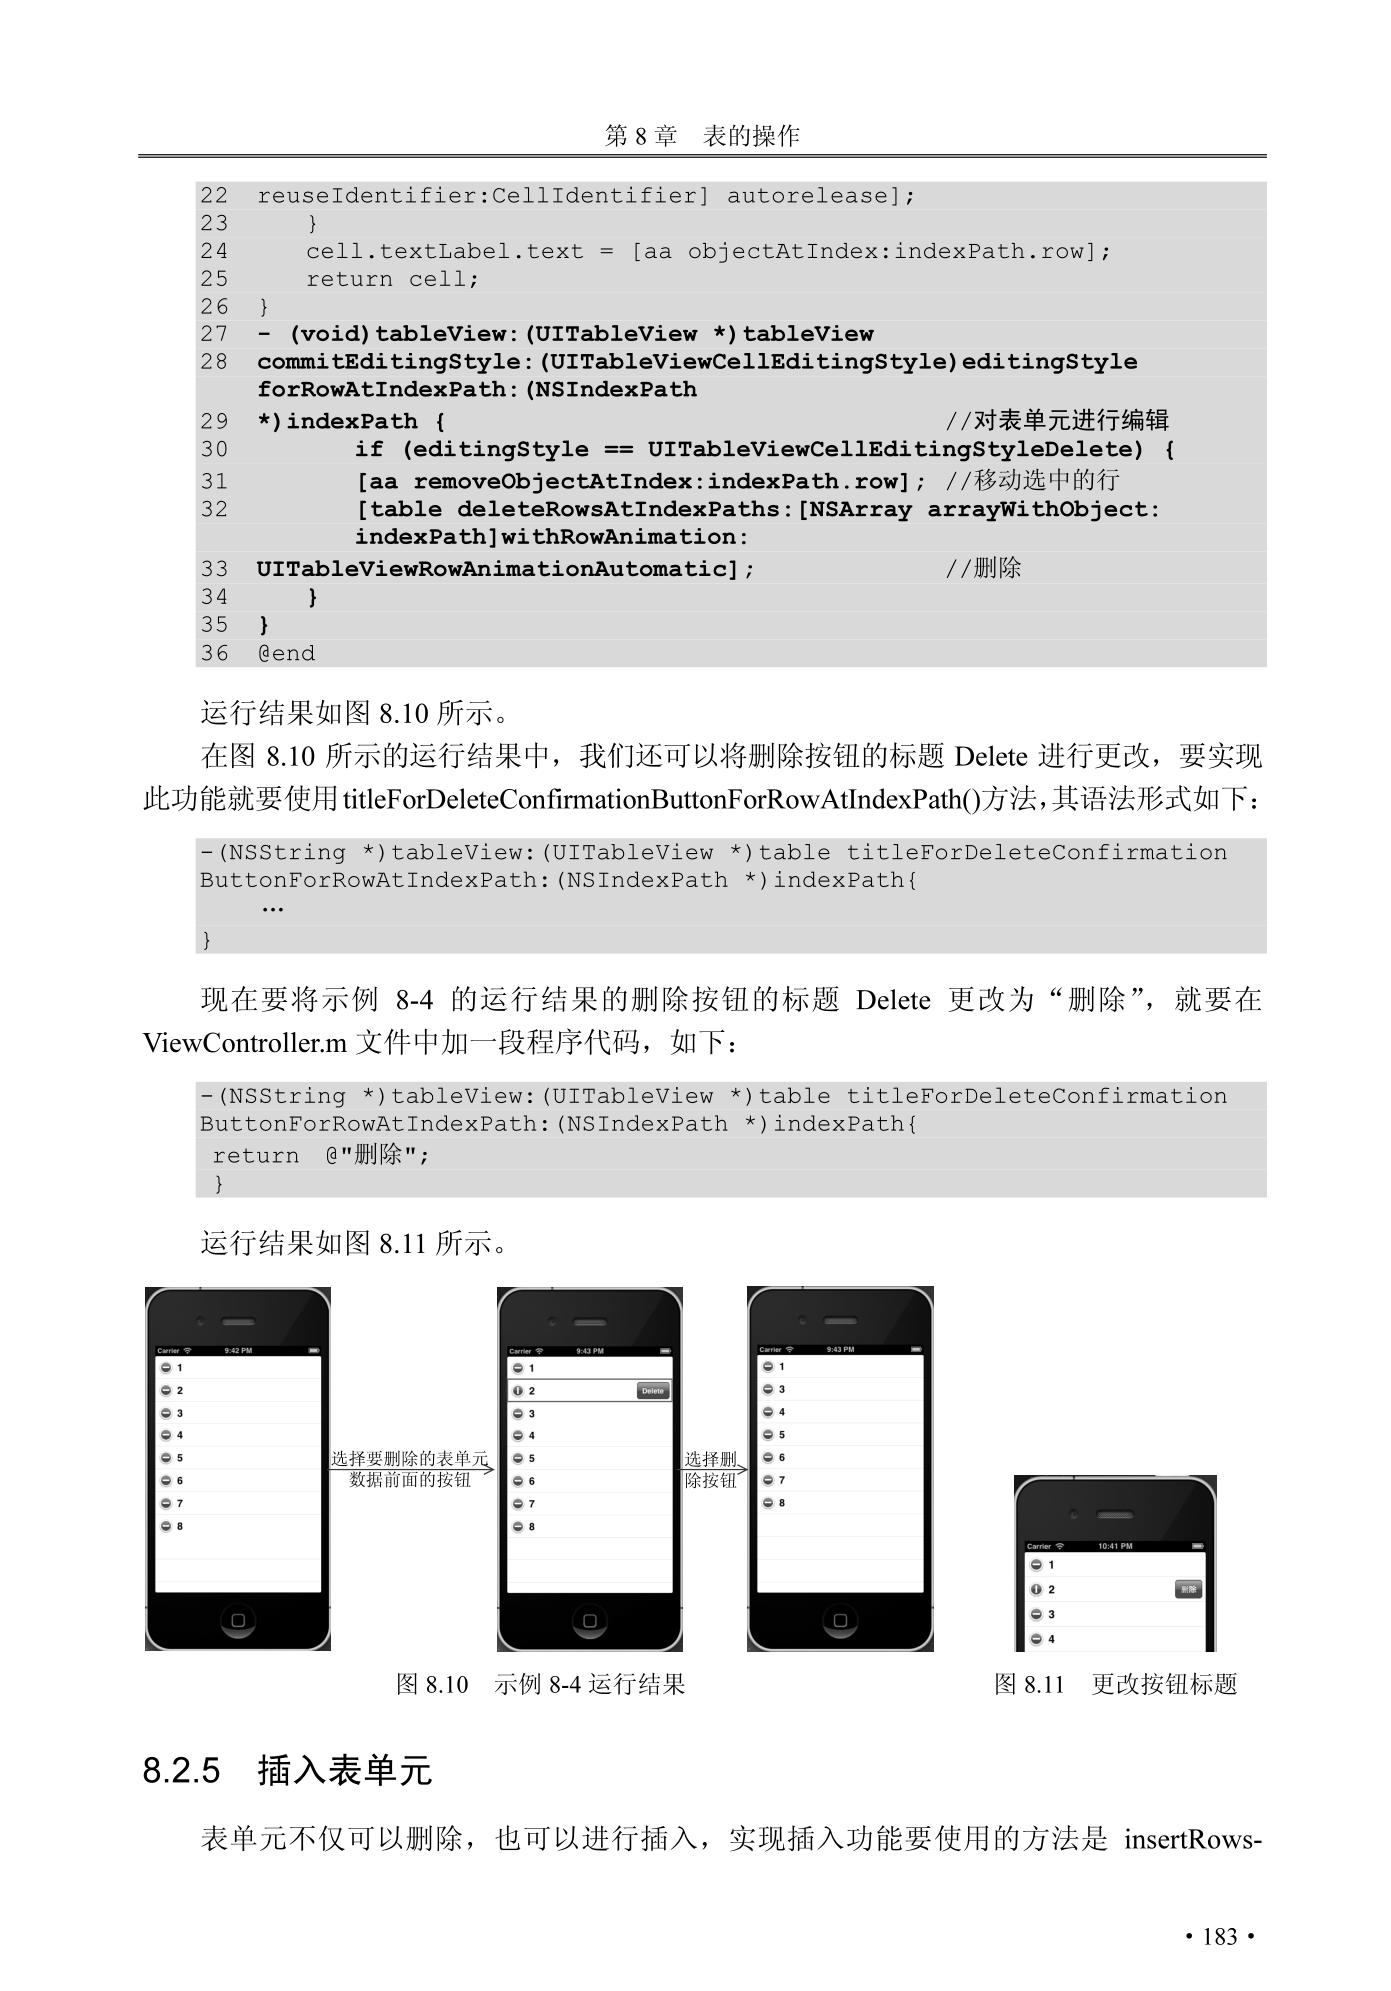 第 8 章　表的操作
22 reuseIdentifier:CellIdentifier] autorelease];
23 }
24 cell.textLabel.text = [aa objectAtIndex:indexPath.row];
25 return cell;
26 }
27 - (void)tableView:(UITableView *)tableView
28 commitEditingStyle:(UITableViewCellEditingStyle)editingStyle
forRowAtIndexPath:(NSIndexPath
29 *)indexPath { //对表单元进行编辑
30 if (editingStyle == UITableViewCellEditingStyleDelete) {
31 [aa removeObjectAtIndex:indexPath.row]; //移动选中的行
32 [table deleteRowsAtIndexPaths:[NSArray arrayWithObject:
indexPath]withRowAnimation:
33 UITableViewRowAnimationAutomatic]; //删除
34 }
35 }
36 @end
运行结果如图 8.10 所示。
在图 8.10 所示的运行结果中，我们还可以将删除按钮的标题 Delete 进行更改，要实现
此功能就要使用 titleForDeleteConfirmationButtonForRowAtIndexPath()方法，其语法形式如下：
-(NSString *)tableView:(UITableView *)table titleForDeleteConfirmation
ButtonForRowAtIndexPath:(NSIndexPath *)indexPath{
…
}
现在要将示例 8-4 的运行结果的删除按钮的标题 Delete 更改为“删除”，就要在
ViewController.m 文件中加一段程序代码，如下：
-(NSString *)tableView:(UITableView *)table titleForDeleteConfirmation
ButtonForRowAtIndexPath:(NSIndexPath *)indexPath{
return @"删除";
}
运行结果如图 8.11 所示。
Carrier 9:42 PM
1
2
3
4
5
6
7
8
选择要删除的表单元
数据前面的按钮
Carrier 9:43 PM
1
2 Delete
3
4
5
6
7
8
选择删
除按钮
Carrier 9:43 PM
1
3
4
5
6
7
8
Carrier 10:41 PM
1
2 删除
3
4
图 8.10　示例 8-4 运行结果
图 8.11　更改按钮标题
8.2.5　插入表单元
表单元不仅可以删除，也可以进行插入，实现插入功能要使用的方法是 insertRows-
• 183 •